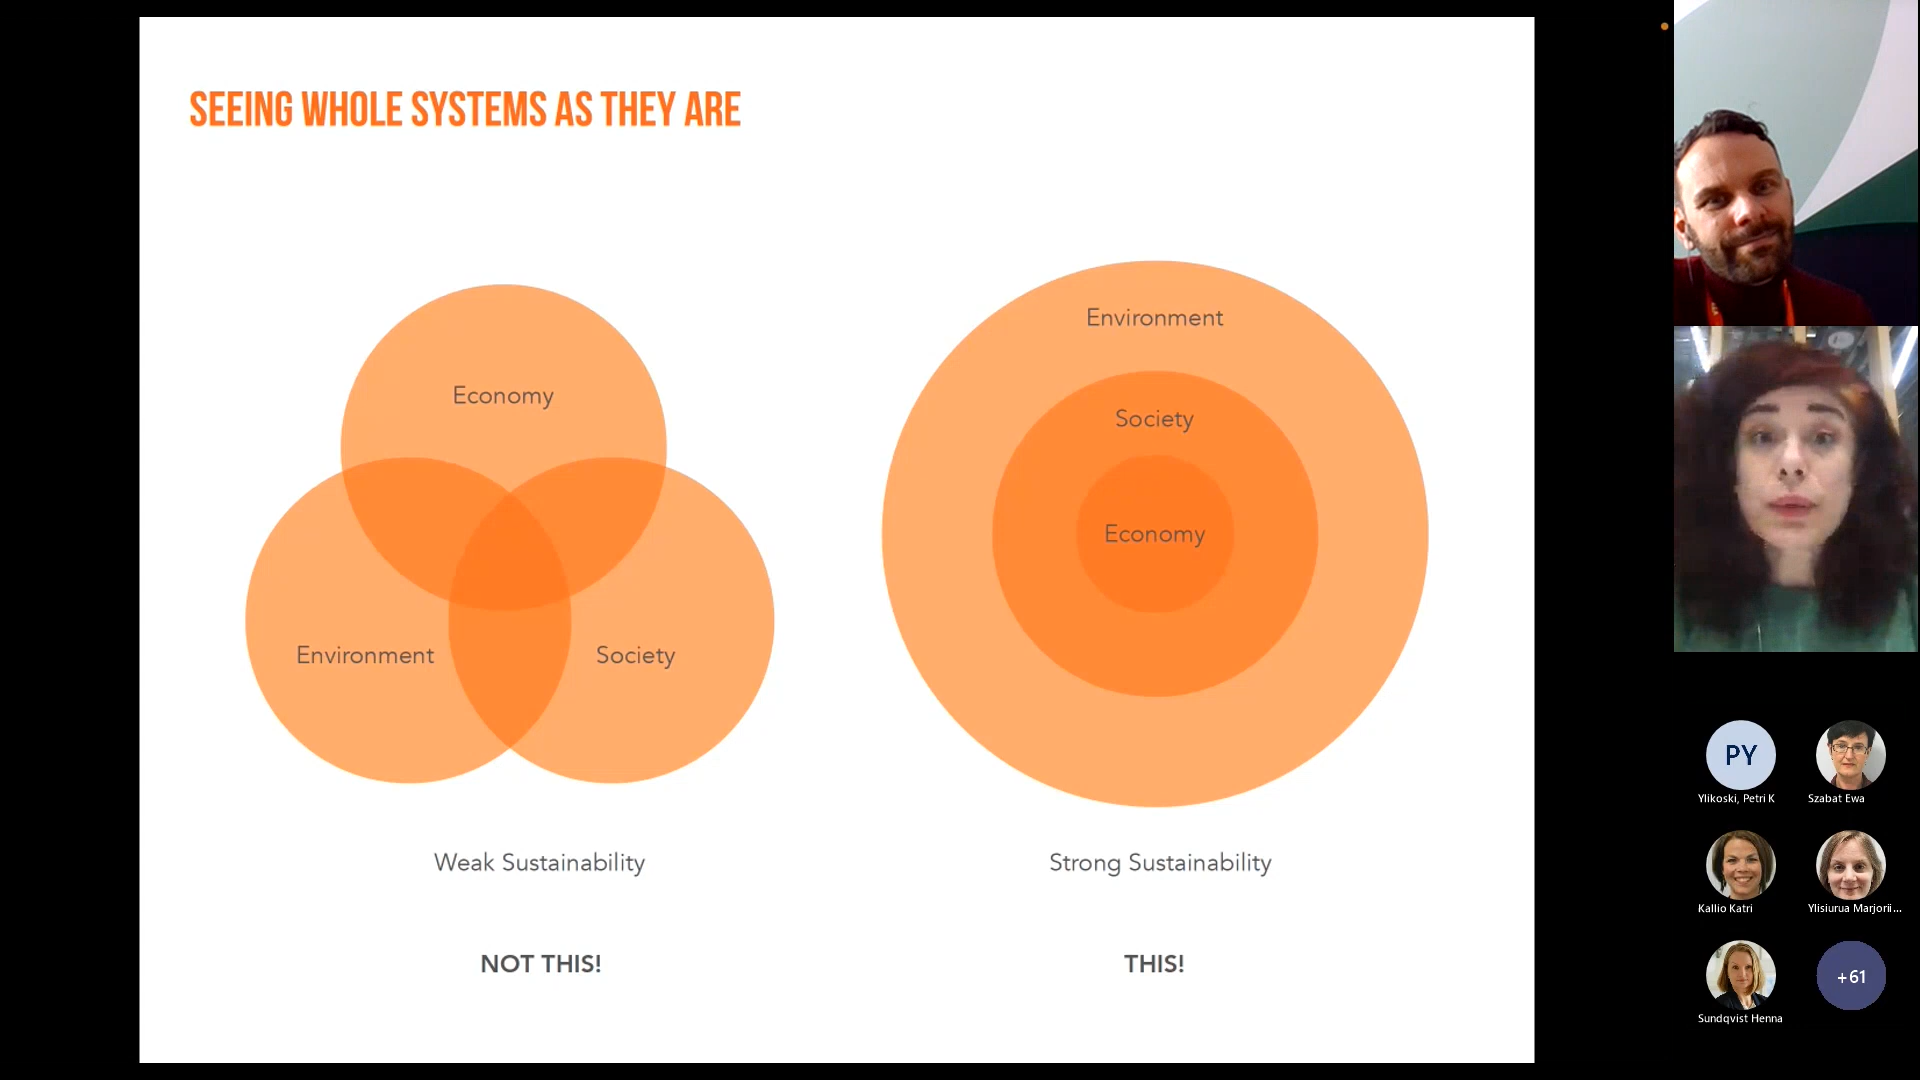 SEEING WHOLE SYSTEMS AS THEY ARE
Economy
Environment
Society
Environment
Society
Economy
Weak Sustainability
Strong Sustainability
NOT THIS!
THIS!
PY
Ylikoski, Petri K
Szabat Ewa
Kallio Katri
Ylisiurua Marjorii...
Sundqvist Henna
+61